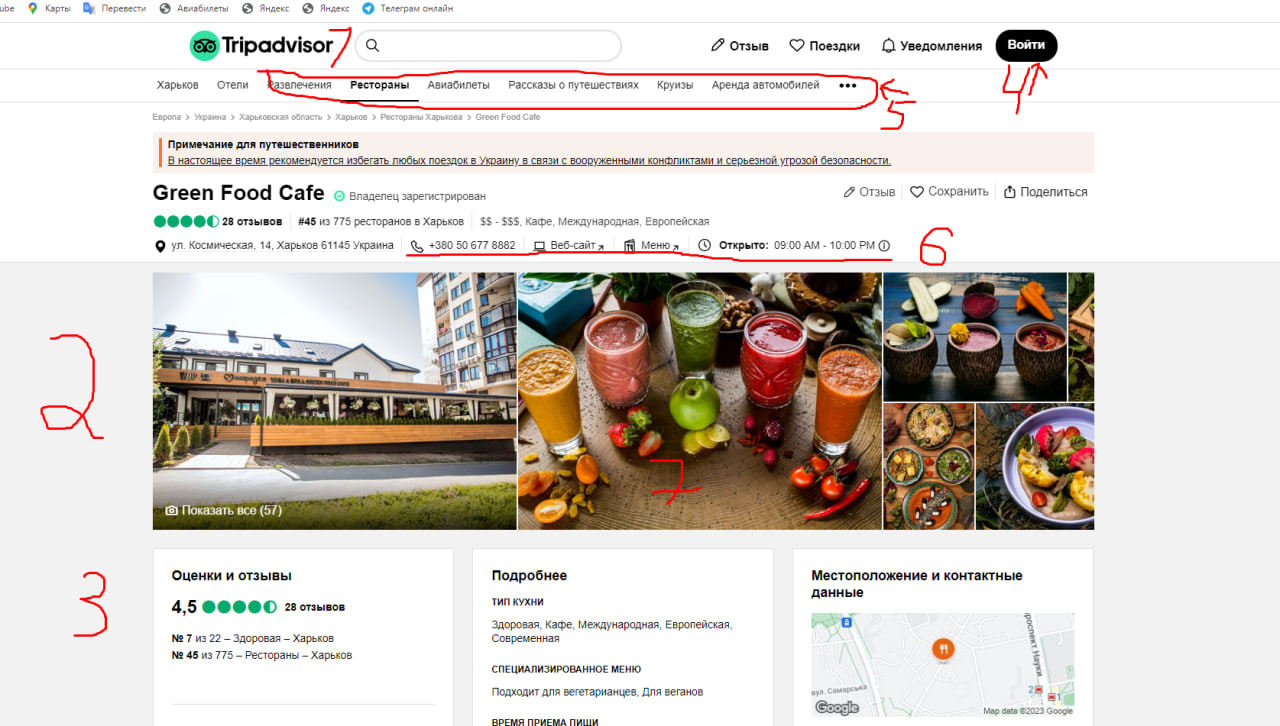 ube Карты Перевести Авиабилеты Яндекс Яндекс Телеграм онлайн
Tripadvisor 7 Отзыв Поездки Уведомления Войти
4
Харьков Отели Развлечения Рестораны Авиабилеты Рассказы о путешествиях Круизы Аренда автомобилей •••
5
Европа > Украина > Харьковская область > Харьков > Рестораны Харькова > Green Food Cafe
Примечание для путешественников
В настоящее время рекомендуется избегать любых поездок в Украину в связи с вооруженными конфликтами и серьезной угрозой безопасности.
Green Food Cafe Владелец зарегистрирован Отзыв Сохранить Поделиться
28 отзывов #45 из 775 ресторанов в Харьков $$ - $$$, Кафе, Международная, Европейская
ул. Космическая, 14, Харьков 61145 Украина +380 50 677 8882 Веб-сайт Меню Открыто: 09:00 AM - 10:00 PM
6
2
YOGA & SPA & GREEN FOOD CAFE
7
Показать все (57)
3
Оценки и отзывы
4,5 28 отзывов
№ 7 из 22 – Здоровая – Харьков
№ 45 из 775 – Рестораны – Харьков
Подробнее
ТИП КУХНИ
Здоровая, Кафе, Международная, Европейская,
Современная
СПЕЦИАЛИЗИРОВАННОЕ МЕНЮ
Подходит для вегетарианцев, Для веганов
ВРЕМЯ ПРИЕМА ПИЩИ
Местоположение и контактные
данные
проспект Науки
вул. Самарська
2 1
Google Map data ©2023 Google